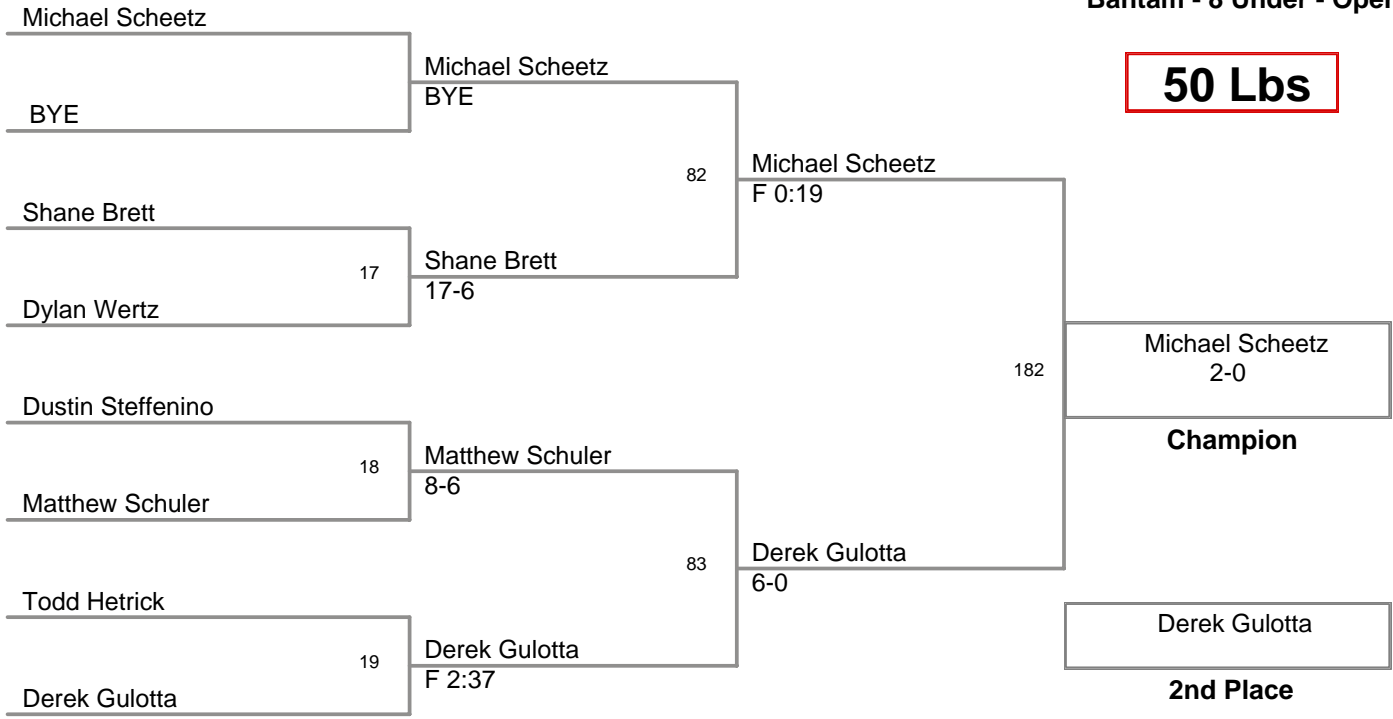 Bantam - 8 Under - Ope
50 Lbs
Michael Scheetz
BYE
Shane Brett
17
Dylan Wertz
Dustin Steffenino
18
Matthew Schuler
Todd Hetrick
19
Derek Gulotta
Michael Scheetz
BYE
82
Shane Brett
17-6
Matthew Schuler
8-6
83
Derek Gulotta
F 2:37
Michael Scheetz
F 0:19
182
Derek Gulotta
6-0
Michael Scheetz
2-0
Champion
Derek Gulotta
2nd Place